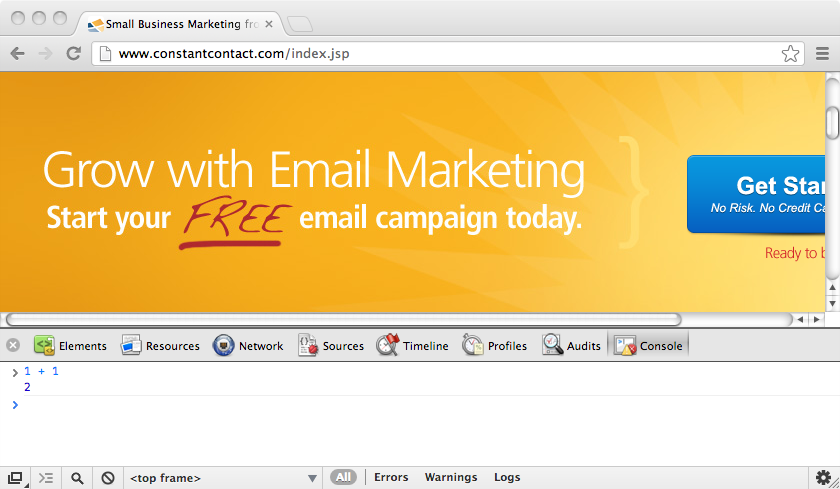 Small Business Marketing fro
www.constantcontact.com/index.jsp
Grow with Email Marketing
Start your FREE email campaign today.
Get Star
No Risk. No Credit Ca
Ready to b
Elements Resources Network Sources Timeline Profiles Audits Console
1 + 1
2
<top frame> All Errors Warnings Logs